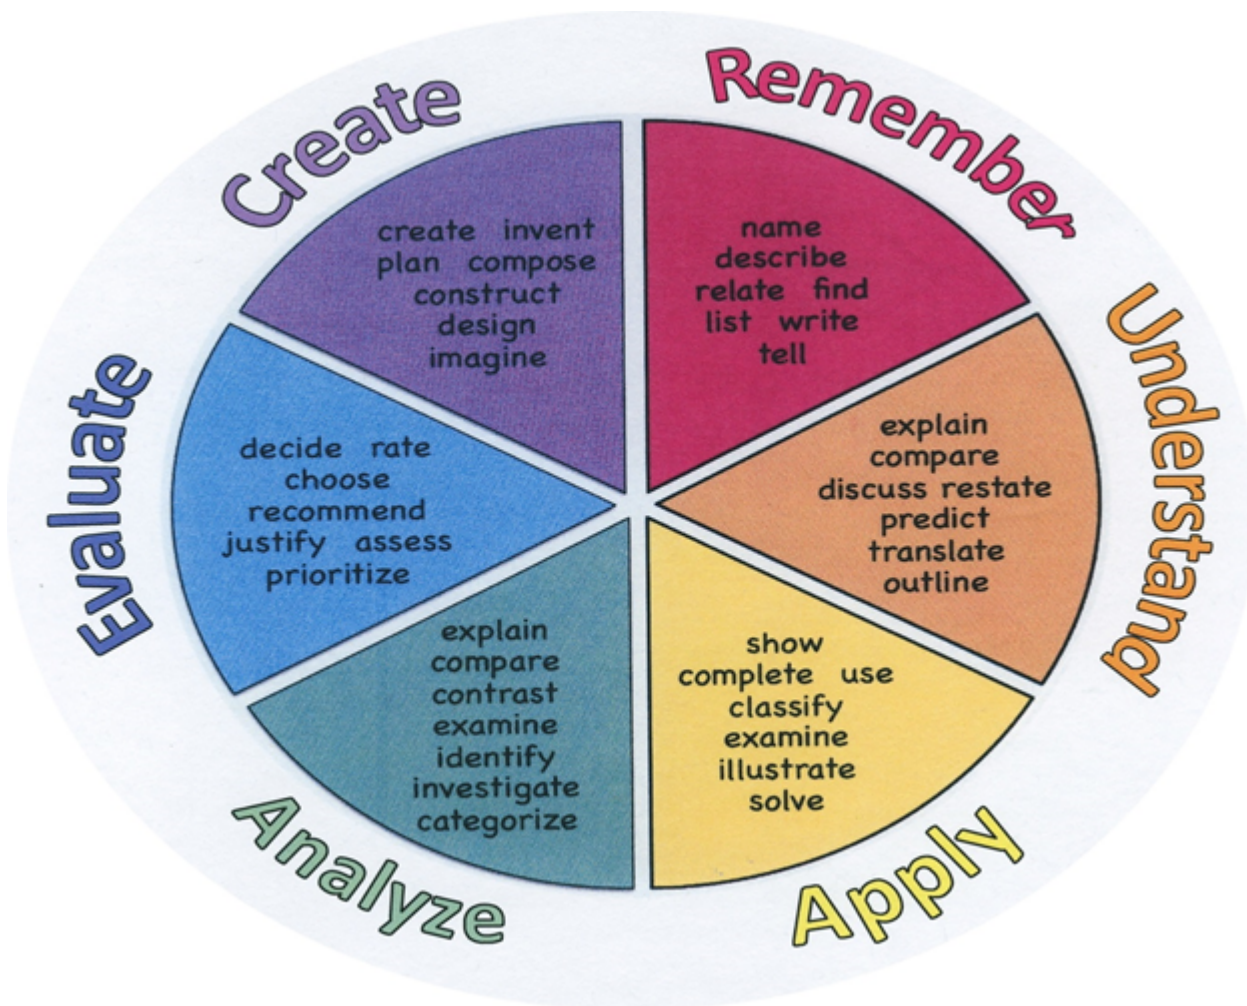 Remember
name
describe
relate find
list write
tell
Understand
explain
compare
discuss restate
predict
translate
outline
Apply
show
complete use
classify
examine
illustrate
solve
Analyze
explain
compare
contrast
examine
identify
investigate
categorize
Evaluate
decide rate
choose
recommend
justify assess
prioritize
Create
create invent
plan compose
construct
design
imagine